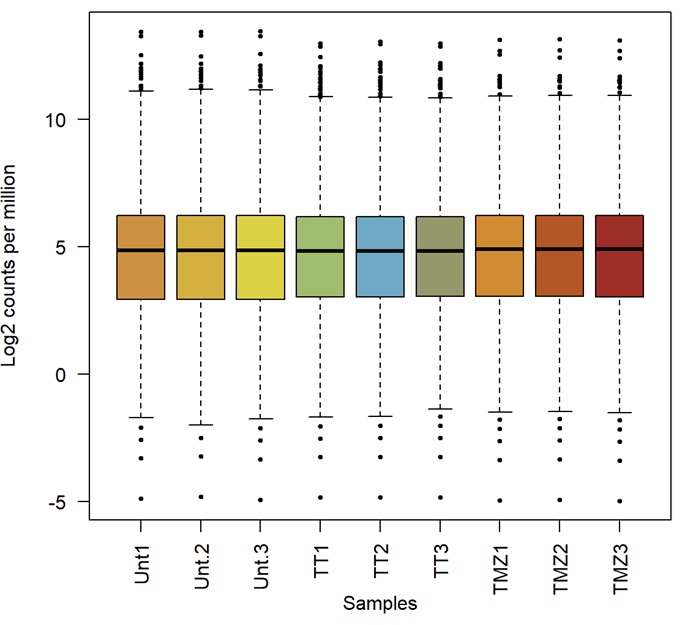 Log2 counts per million
10
5
0
-5
Unt1
Unt.2
Unt.3
TT1
TT2
TT3
TMZ1
TMZ2
TMZ3
Samples